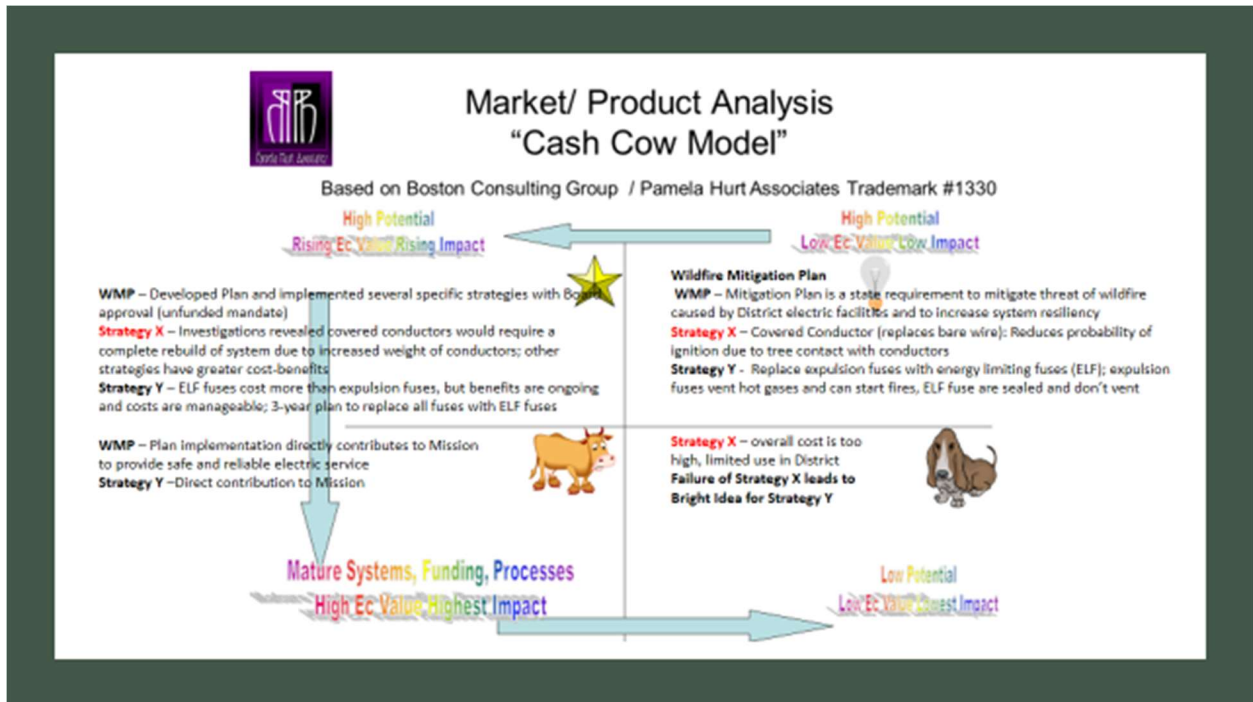 Pamela Hurt Associates
Market/ Product Analysis
“Cash Cow Model”
Based on Boston Consulting Group / Pamela Hurt Associates Trademark #1330
High Potential
Rising Ec Value Rising Impact
High Potential
Low Ec Value Low Impact
WMP – Developed Plan and implemented several specific strategies with Board
approval (unfunded mandate)
Strategy X – Investigations revealed covered conductors would require a
complete rebuild of system due to increased weight of conductors; other
strategies have greater cost-benefits
Strategy Y – ELF fuses cost more than expulsion fuses, but benefits are ongoing
and costs are manageable; 3-year plan to replace all fuses with ELF fuses
Wildfire Mitigation Plan
WMP – Mitigation Plan is a state requirement to mitigate threat of wildfire
caused by District electric facilities and to increase system resiliency
Strategy X – Covered Conductor (replaces bare wire): Reduces probability of
ignition due to tree contact with conductors
Strategy Y - Replace expulsion fuses with energy limiting fuses (ELF); expulsion
fuses vent hot gases and can start fires, ELF fuse are sealed and don’t vent
WMP – Plan implementation directly contributes to Mission
to provide safe and reliable electric service
Strategy Y –Direct contribution to Mission
Strategy X – overall cost is too
high, limited use in District
Failure of Strategy X leads to
Bright Idea for Strategy Y
Mature Systems, Funding, Processes
High Ec Value Highest Impact
Low Potential
Low Ec Value Lowest Impact